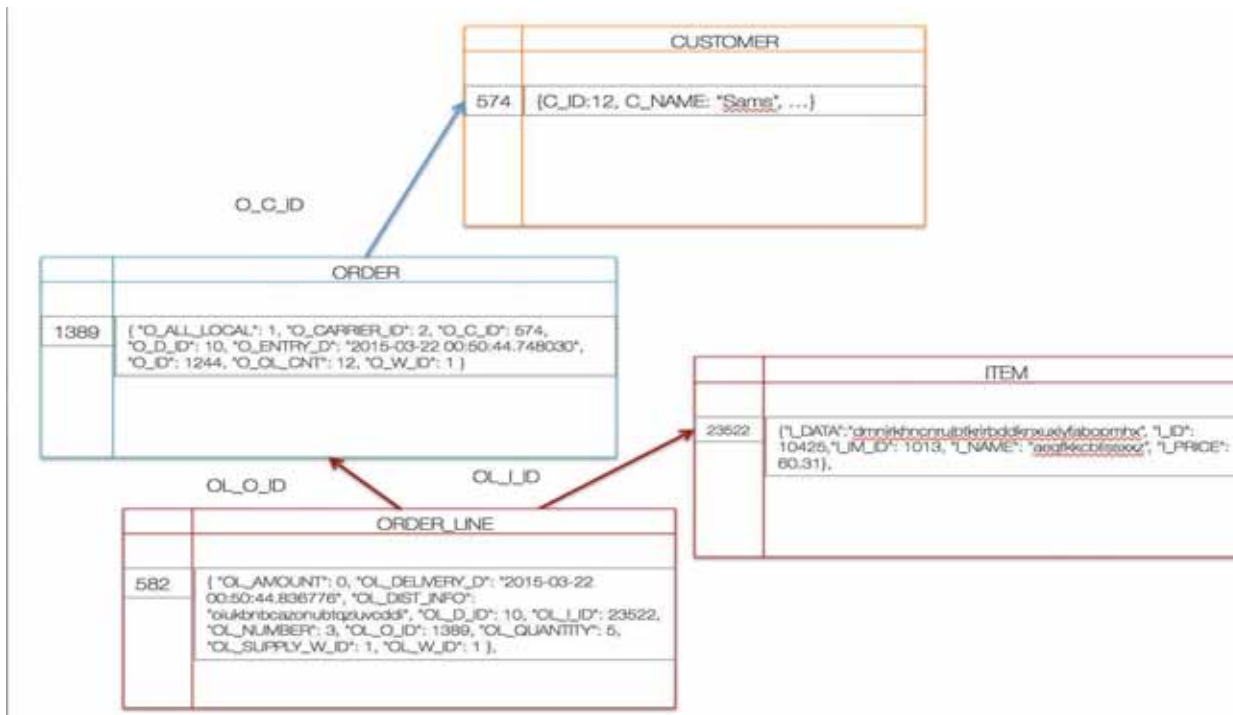 CUSTOMER
574 {C_ID:12, C_NAME: "Sams", ...}
O_C_ID
ORDER
1389 { "O_ALL_LOCAL": 1, "O_CARRIER_ID": 2, "O_C_ID": 574,
"O_D_ID": 10, "O_ENTRY_D": "2015-03-22 00:50:44.748030",
"O_ID": 1244, "O_OL_CNT": 12, "O_W_ID": 1 }
ITEM
23522 {"I_DATA":
"I_ID":
10425,"I_IM_ID": 1013, "I_NAME": "I_PRICE":
60.31},
OL_O_ID
OL_I_ID
ORDER_LINE
582 { "OL_AMOUNT": 0, "OL_DELIVERY_D": "2015-03-22
00:50:44.836776", "OL_DIST_INFO":
"OL_D_ID": 10, "OL_I_ID": 23522,
"OL_NUMBER": 3, "OL_O_ID": 1389, "OL_QUANTITY": 5,
"OL_SUPPLY_W_ID": 1, "OL_W_ID": 1 },